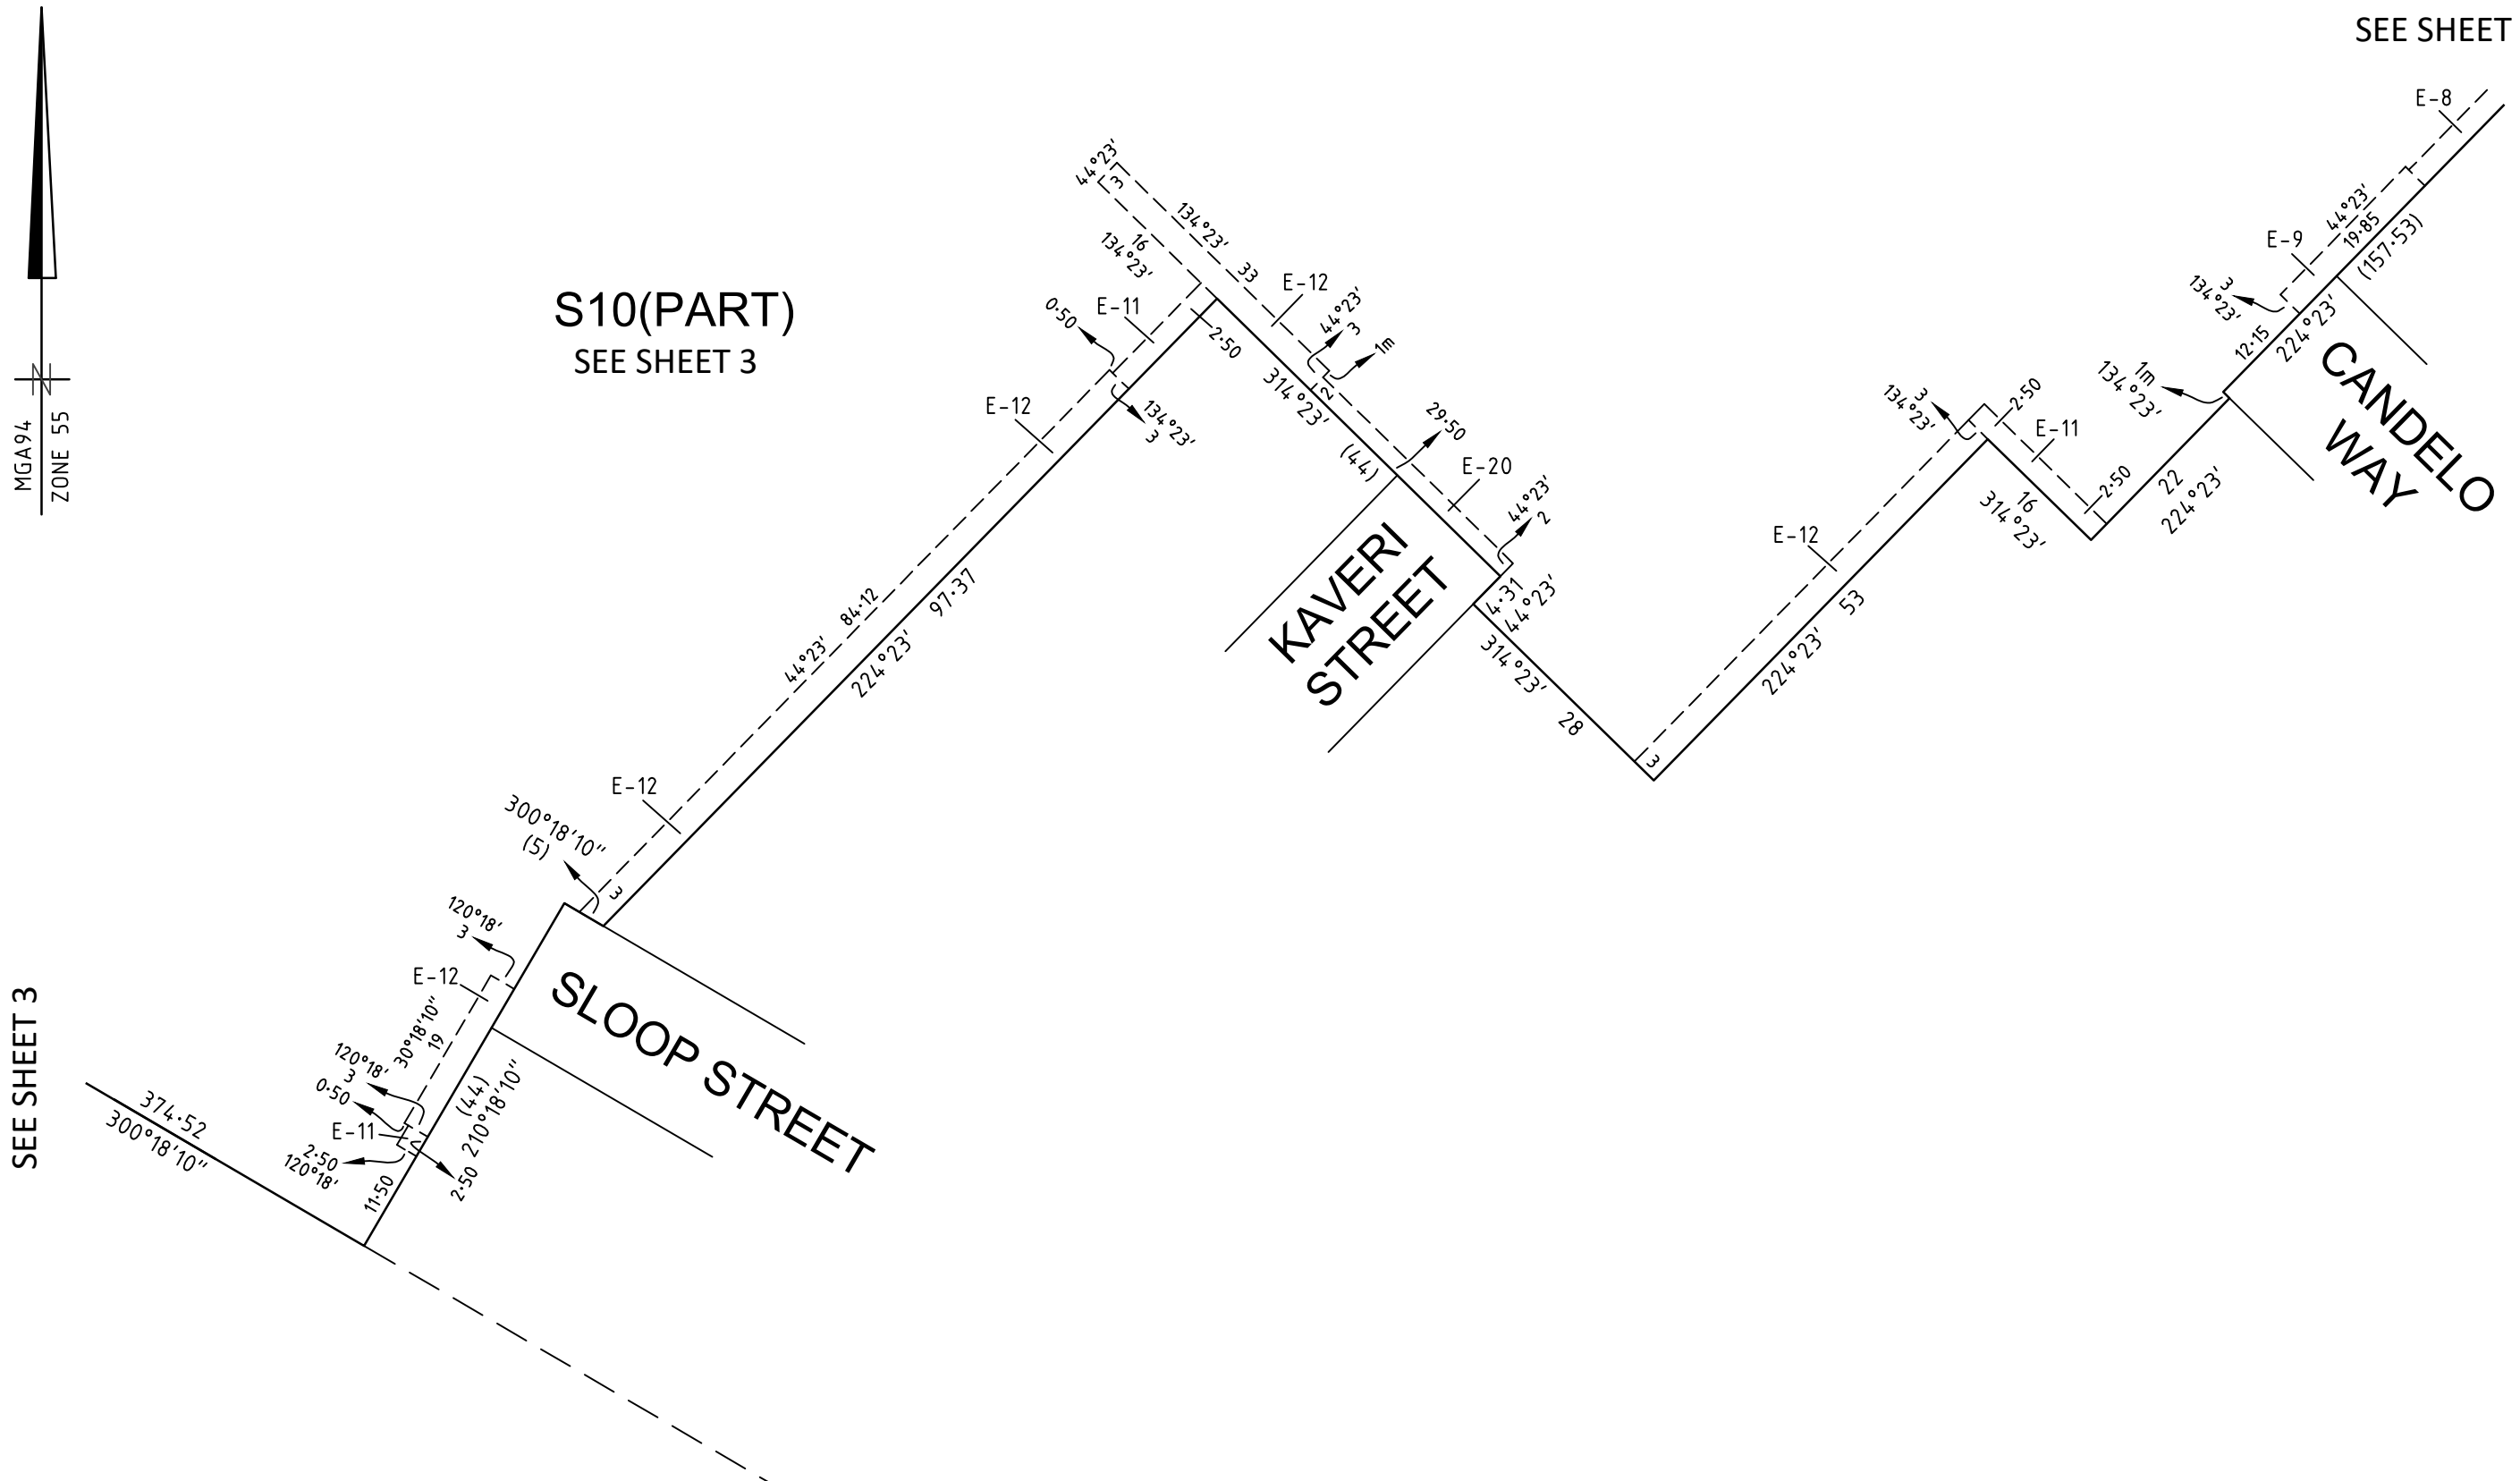 SEE SHEET
MGA94
ZONE 55
S10(PART)
SEE SHEET 3
44°23'
3
134°23'
16
134°23'
33
E-12
E-11
0·50
2·50
44°23'
3
1m
2
314°23'
(44)
29·50
E-20
44°23'
2
4·31
44°23'
E-12
134°23'
3
44°23'
84·12
97·37
224°23'
E-12
300°18'10"
(5)
3
KAVERI
STREET
314°23'
28
3
224°23'
53
E-12
134°23'
3
2·50
E-11
2·50
16
314°23'
22
224°23'
1m
134°23'
12·15
224°23'
3
134°23'
E-9
44°23'
19·85
(157·53)
E-8
CANDELO
WAY
120°18'
3
E-12
30°18'10"
19
120°18'
3
0·50
E-11
2·50
120°18'
11·50
2·50
(44)
210°18'10"
SLOOP STREET
374·52
300°18'10"
SEE SHEET 3